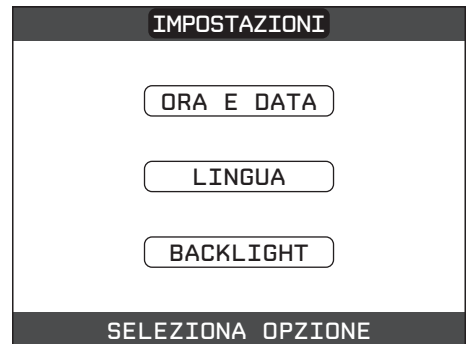 IMPOSTAZIONI
ORA E DATA
LINGUA
BACKLIGHT
SELEZIONA OPZIONE